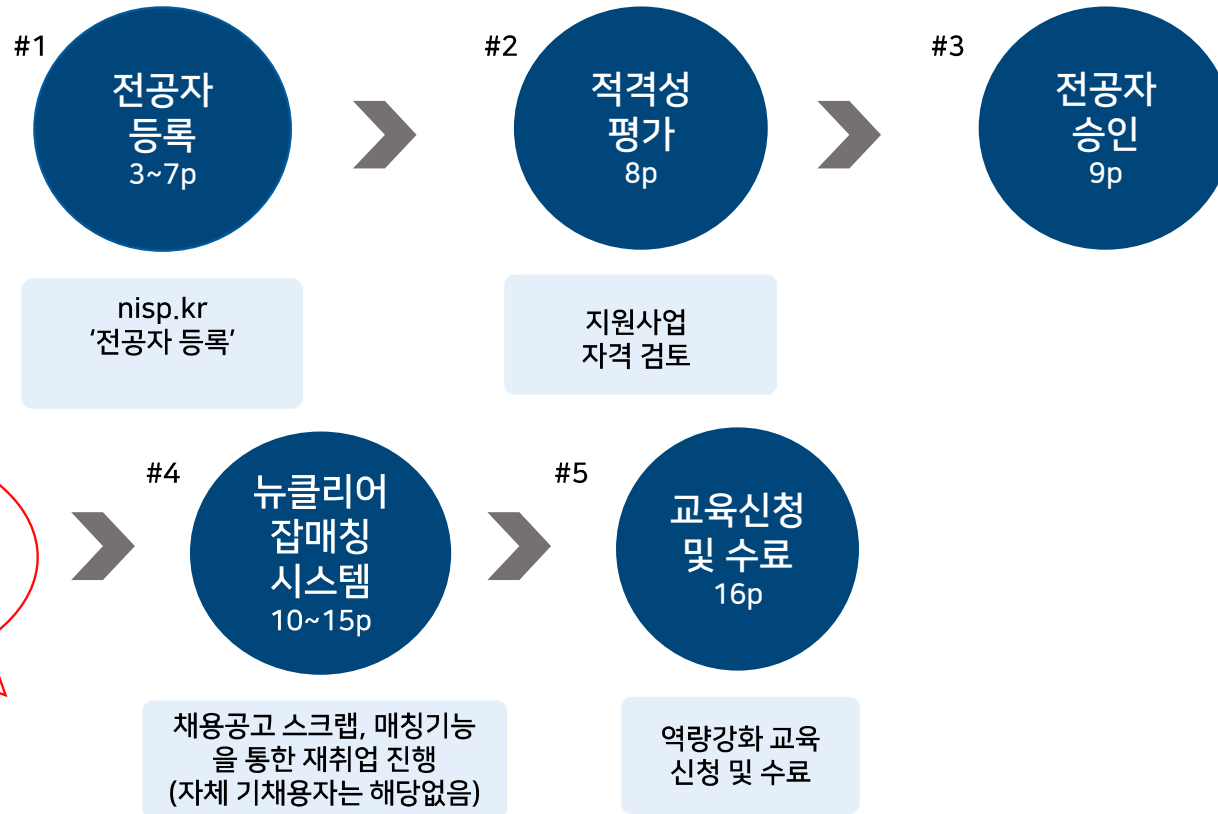 #1
전공자
등록
3~7p
#2
적격성
평가
8p
#3
전공자
승인
9p
nisp.kr
‘전공자 등록’
지원사업
자격 검토
#4
뉴클리어
잡매칭
시스템
10~15p
#5
교육신청
및 수료
16p
채용공고 스크랩, 매칭기능
을 통한 재취업 진행
(자체 기채용자는 해당없음)
역량강화 교육
신청 및 수료